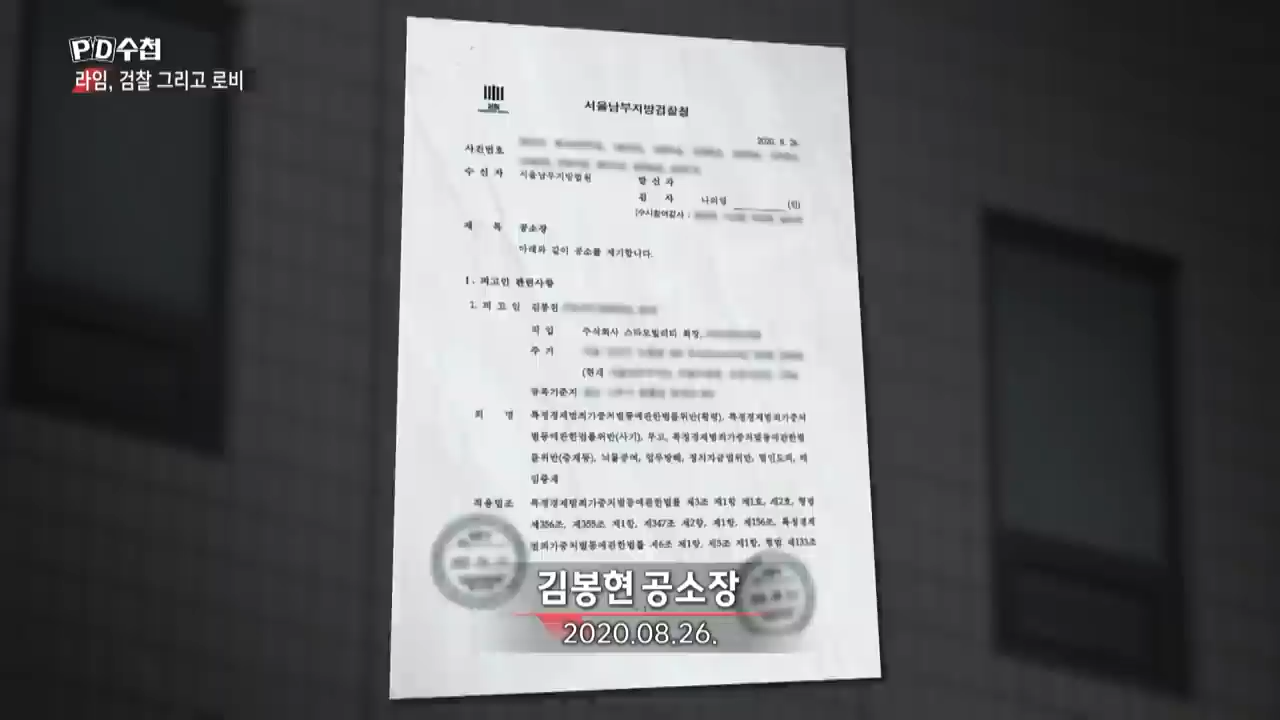 PD수첩
라임, 검찰 그리고 로비
서울남부지방검찰청
2020. 8. 26.
사건번호
수 신 자 서울남부지방법원 발 신 자
검 사 (인)
제 목 공소장
아래와 같이 공소를 제기합니다.
1. 피고인 관련사항
1. 피 고 인 김봉현
직 업 주식회사 스타모빌리티 회장,
주 거
(현재
등록기준지
죄 명 특정경제범죄가중처벌등에관한법률위반(횡령), 특정경제범죄가중처
벌등에관한법률위반(사기), 무고, 특정경제범죄가중처벌등에관한법
률위반(증재등), 뇌물공여, 업무방해, 정치자금법위반, 범인도피, 배
임증재
적용법조 특정경제범죄가중처벌등에관한법률 제3조 제1항 제1호, 제2호, 형법
제356조, 제355조 제1항, 제347조 제2항, 제1항, 제156조, 특정경제
범죄가중처벌등에관한법률 제6조 제1항, 제5조 제1항, 형법 제133조
김봉현 공소장
2020.08.26.